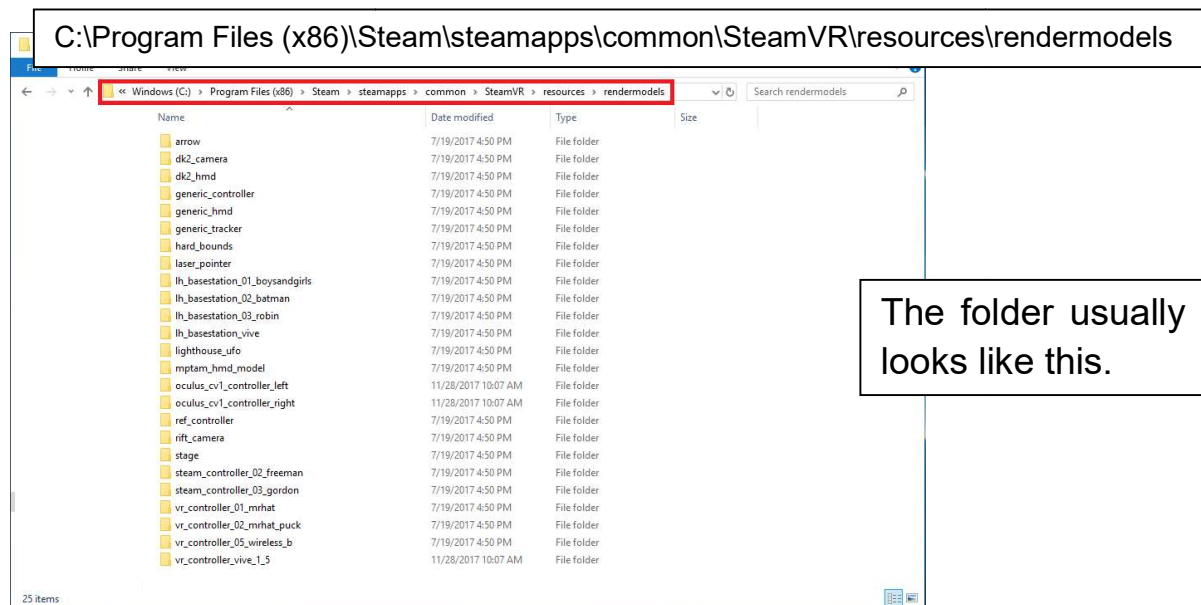 C:\Program Files (x86)\Steam\steamapps\common\SteamVR\resources\rendermodels
File Home Share View
« Windows (C:) › Program Files (x86) › Steam › steamapps › common › SteamVR › resources › rendermodels
Search rendermodels
Name Date modified Type Size
arrow 7/19/2017 4:50 PM File folder
dk2_camera 7/19/2017 4:50 PM File folder
dk2_hmd 7/19/2017 4:50 PM File folder
generic_controller 7/19/2017 4:50 PM File folder
generic_hmd 7/19/2017 4:50 PM File folder
generic_tracker 7/19/2017 4:50 PM File folder
hard_bounds 7/19/2017 4:50 PM File folder
laser_pointer 7/19/2017 4:50 PM File folder
lh_basestation_01_boysandgirls 7/19/2017 4:50 PM File folder
lh_basestation_02_batman 7/19/2017 4:50 PM File folder
lh_basestation_03_robin 7/19/2017 4:50 PM File folder
lh_basestation_vive 7/19/2017 4:50 PM File folder
lighthouse_ufo 7/19/2017 4:50 PM File folder
mptam_hmd_model 7/19/2017 4:50 PM File folder
oculus_cv1_controller_left 11/28/2017 10:07 AM File folder
oculus_cv1_controller_right 11/28/2017 10:07 AM File folder
ref_controller 7/19/2017 4:50 PM File folder
rift_camera 7/19/2017 4:50 PM File folder
stage 7/19/2017 4:50 PM File folder
steam_controller_02_freeman 7/19/2017 4:50 PM File folder
steam_controller_03_gordon 7/19/2017 4:50 PM File folder
vr_controller_01_mrhat 7/19/2017 4:50 PM File folder
vr_controller_02_mrhat_puck 7/19/2017 4:50 PM File folder
vr_controller_05_wireless_b 7/19/2017 4:50 PM File folder
vr_controller_vive_1_5 11/28/2017 10:07 AM File folder
The folder usually
looks like this.
25 items